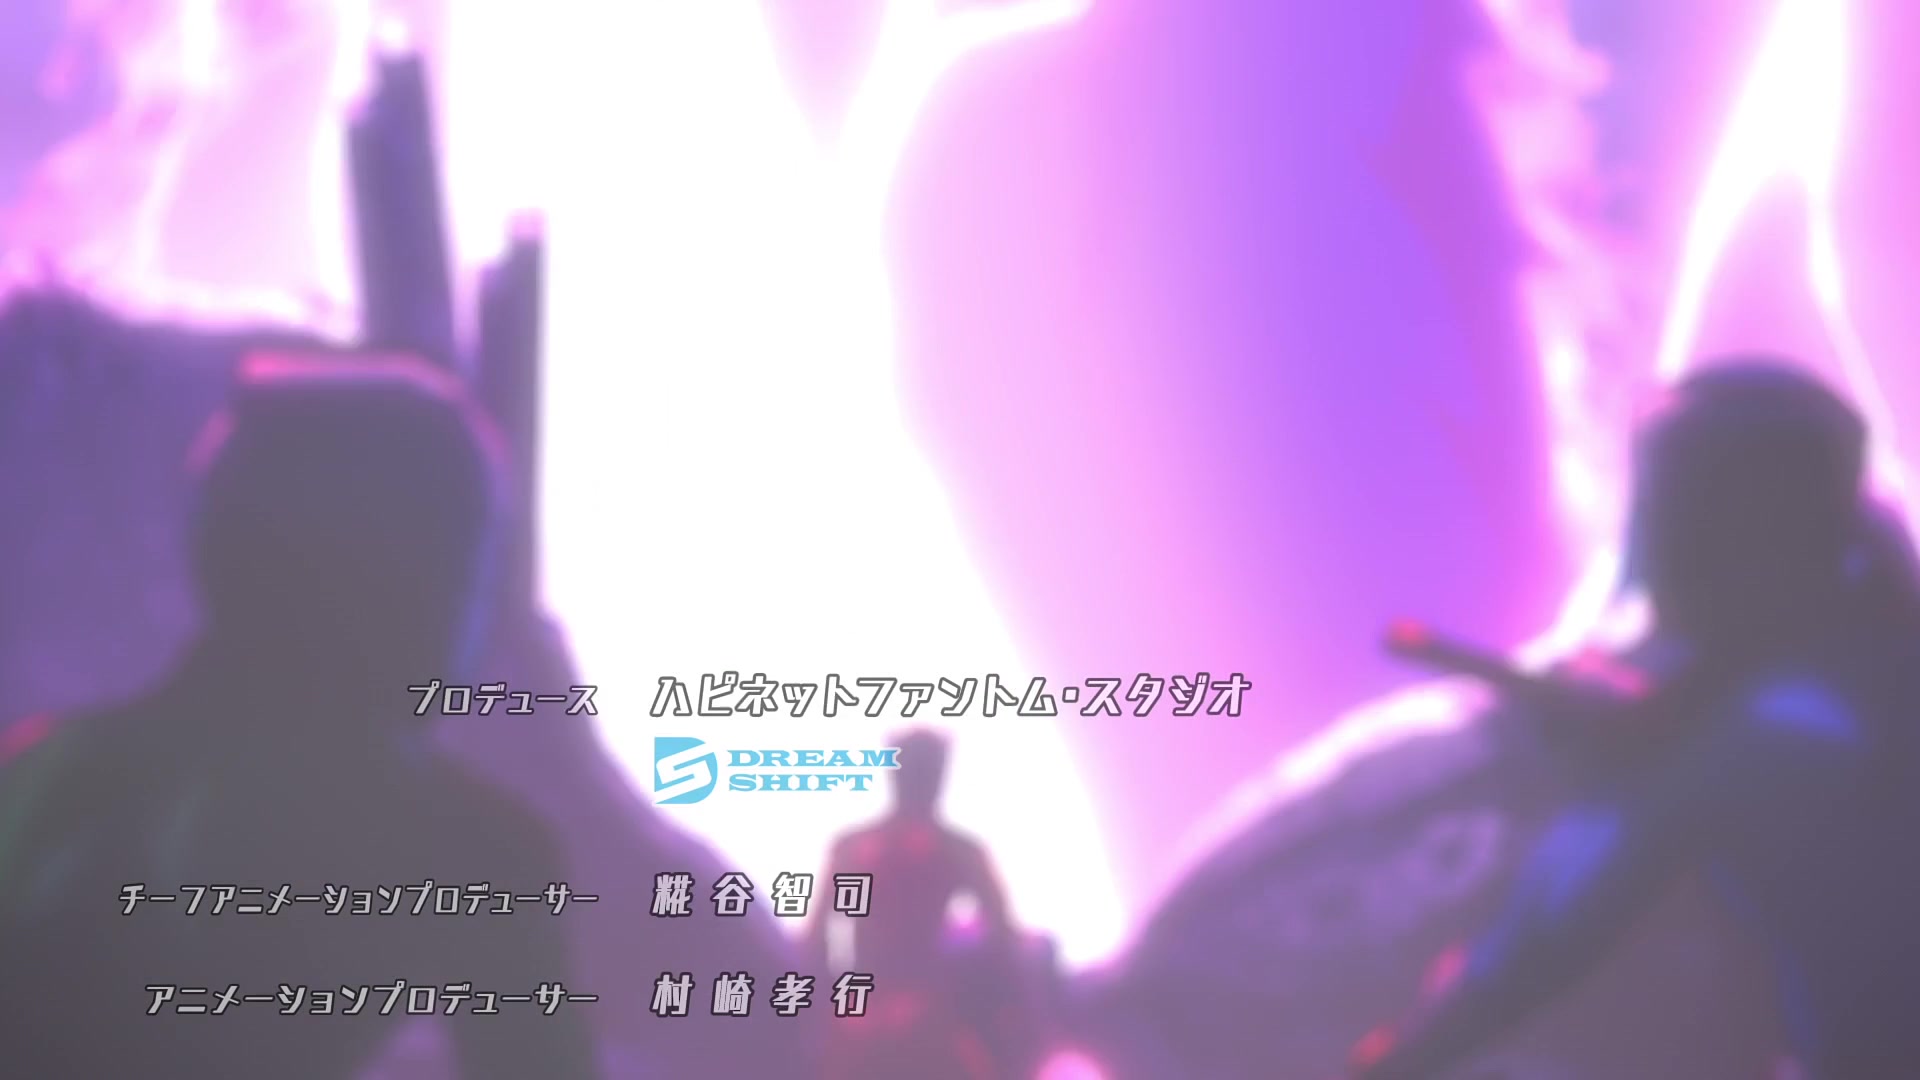 プロデュース ハピネットファントム・スタジオ
DREAM
SHIFT
チーフアニメーションプロデューサー 糀谷智司
アニメーションプロデューサー 村崎孝行